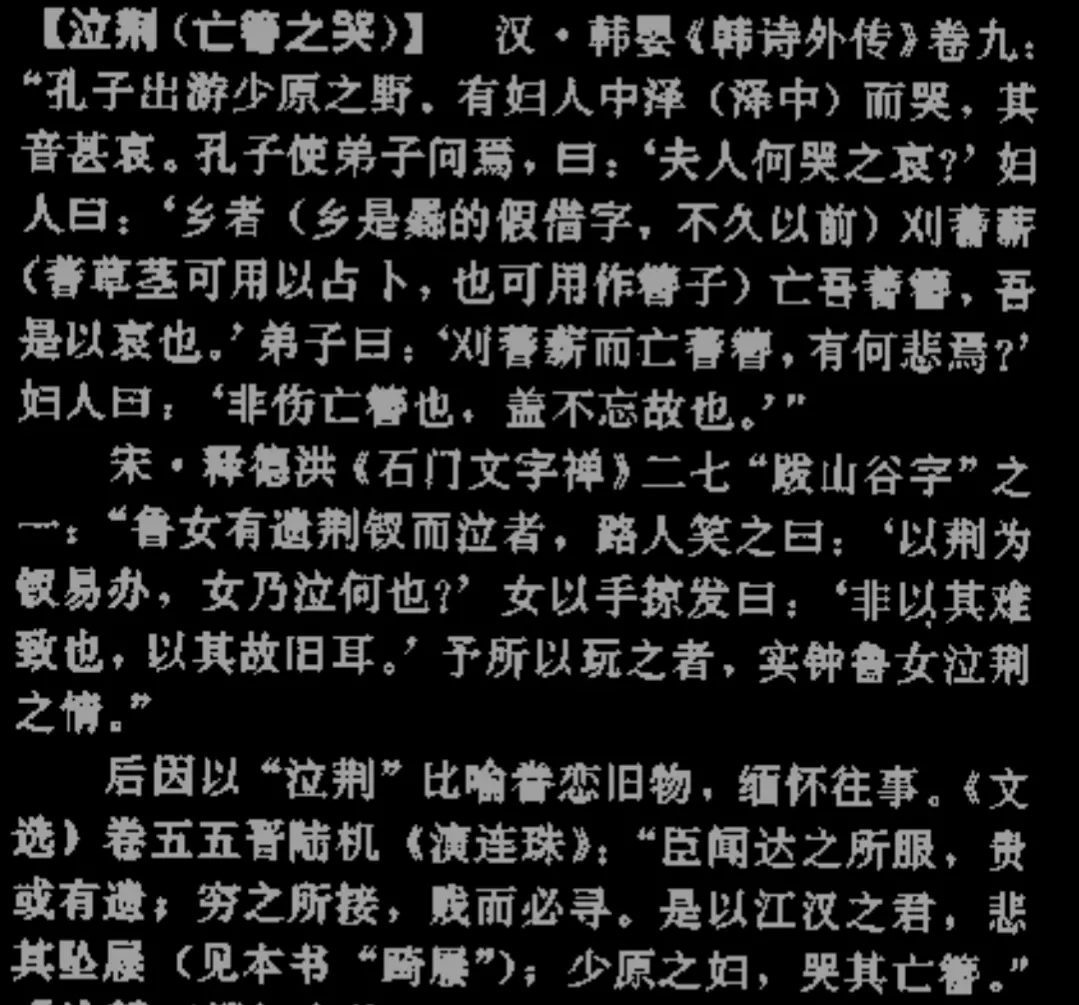 【泣荆（亡簪之哭）】 汉·韩婴《韩诗外传》卷九：
“孔子出游少原之野．有妇人中泽（泽中）而哭，其
音甚哀。孔子使弟子问焉，曰：‘夫人何哭之哀？’妇
人曰：‘乡者（乡是曏的假借字，不久以前）刈蓍薪
（蓍草茎可用以占卜，也可用作簪子）亡吾蓍簪，吾
是以哀也。’弟子曰：‘刈蓍薪而亡蓍簪，有何悲焉？’
妇人曰：‘非伤亡簪也，盖不忘故也。’”
宋·释德洪《石门文字禅》二七“跋山谷字”之
一：“鲁女有遗荆钗而泣者，路人笑之曰：‘以荆为
钗易办，女乃泣何也？’女以手掠发曰：‘非以其难
致也，以其故旧耳。’予所以玩之者，实钟鲁女泣荆
之情。”
后因以“泣荆”比喻眷恋旧物，缅怀往事。《文
选》卷五五晋陆机《演连珠》：“臣闻达之所服，贵
或有遗；穷之所接，贱而必寻。是以江汉之君，悲
其坠屦（见本书“踦屦”）；少原之妇，哭其亡簪。”